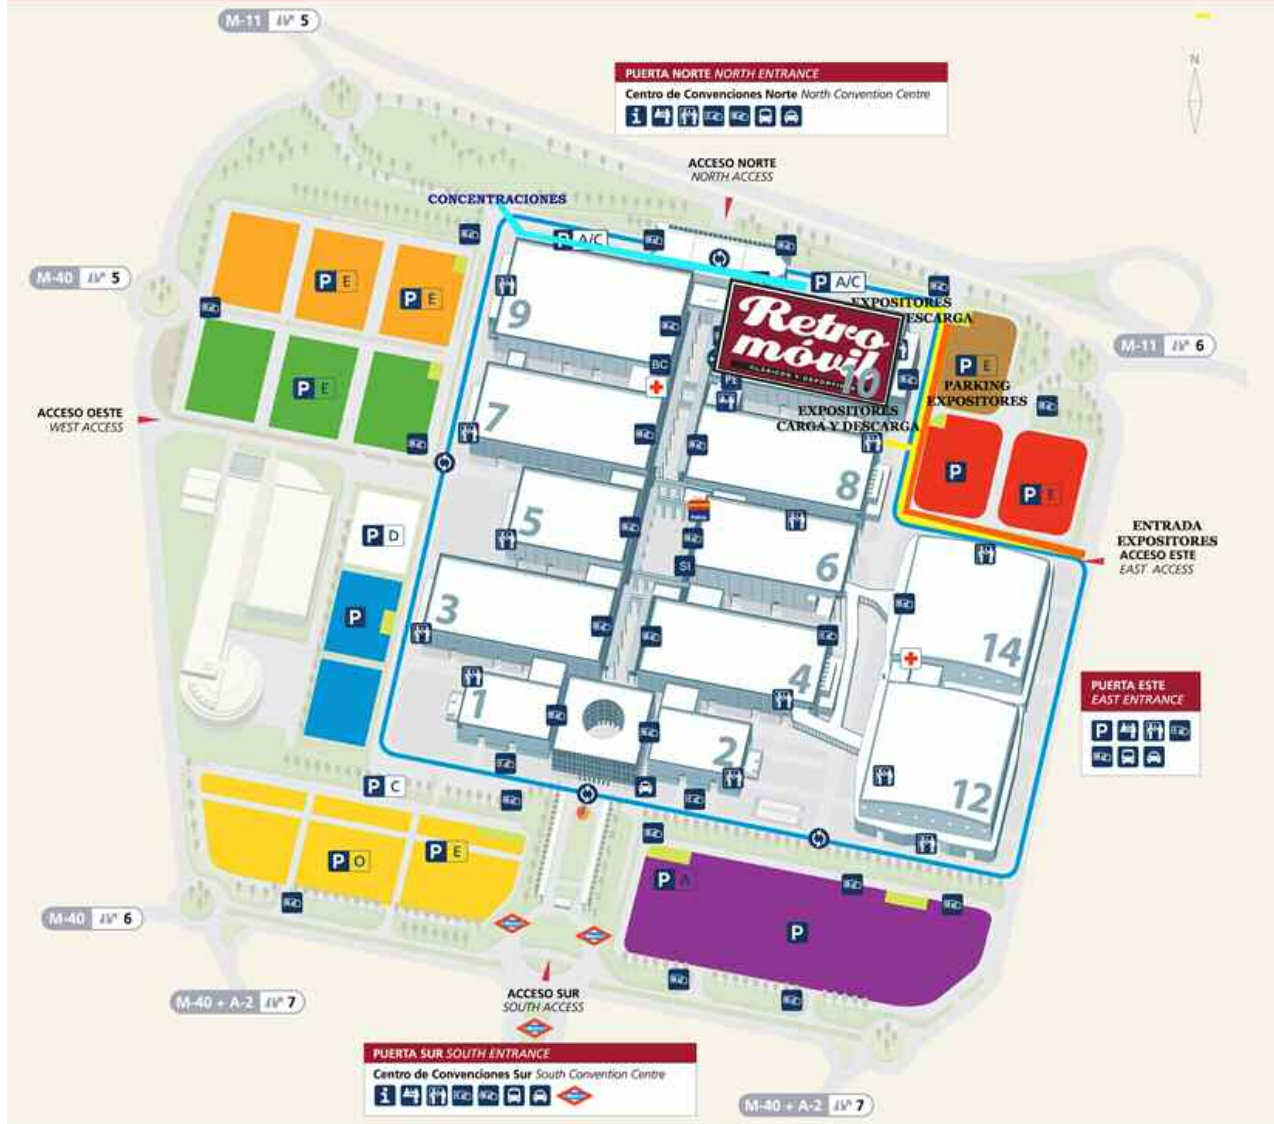 M-11 5
N
PUERTA NORTE NORTH ENTRANCE
Centro de Convenciones Norte North Convention Centre
i
ACCESO NORTE
NORTH ACCESS
CONCENTRACIONES
P A/C
M-40 5
P E
P E
P A/C
9
EXPOSITORES
DESCARGA
Retro
móvil
CLÁSICOS Y DEPORTIVOS
10
M-11 6
P E
BC
PE
P E
PARKING
EXPOSITORES
ACCESO OESTE
WEST ACCESS
7
EXPOSITORES
CARGA Y DESCARGA
8
P
P E
5
P D
ENTRADA
EXPOSITORES
ACCESO ESTE
EAST ACCESS
SI
6
3
P
14
4
PUERTA ESTE
EAST ENTRANCE
P
1
2
12
P C
P O
P E
P A
P
M-40 6
M-40 + A-2 7
ACCESO SUR
SOUTH ACCESS
PUERTA SUR SOUTH ENTRANCE
Centro de Convenciones Sur South Convention Centre
i
M-40 + A-2 7